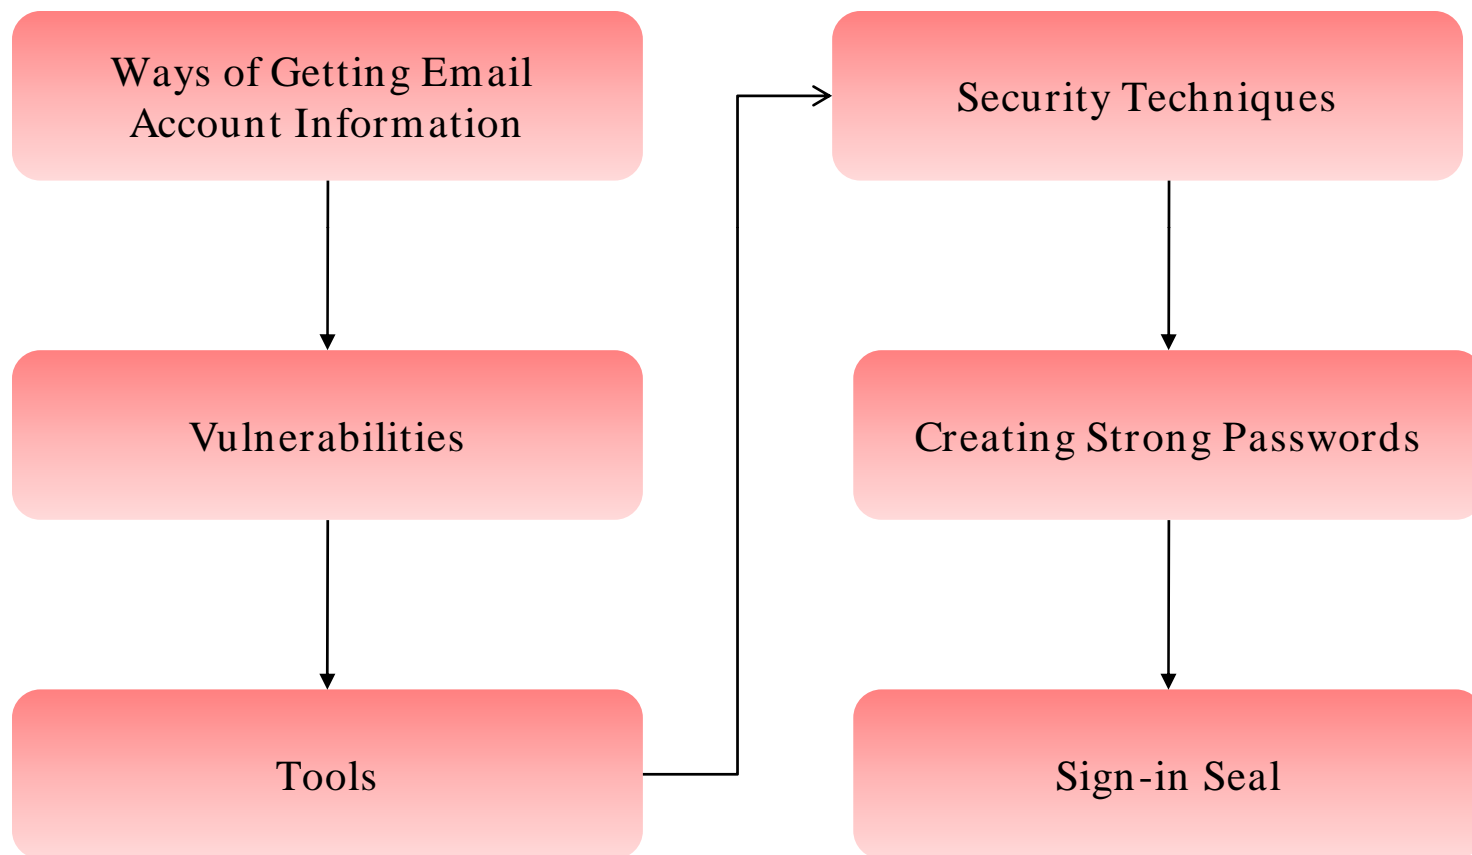 Ways of Getting Email
Account Information
Vulnerabilities
Tools
Security Techniques
Creating Strong Passwords
Sign-in Seal